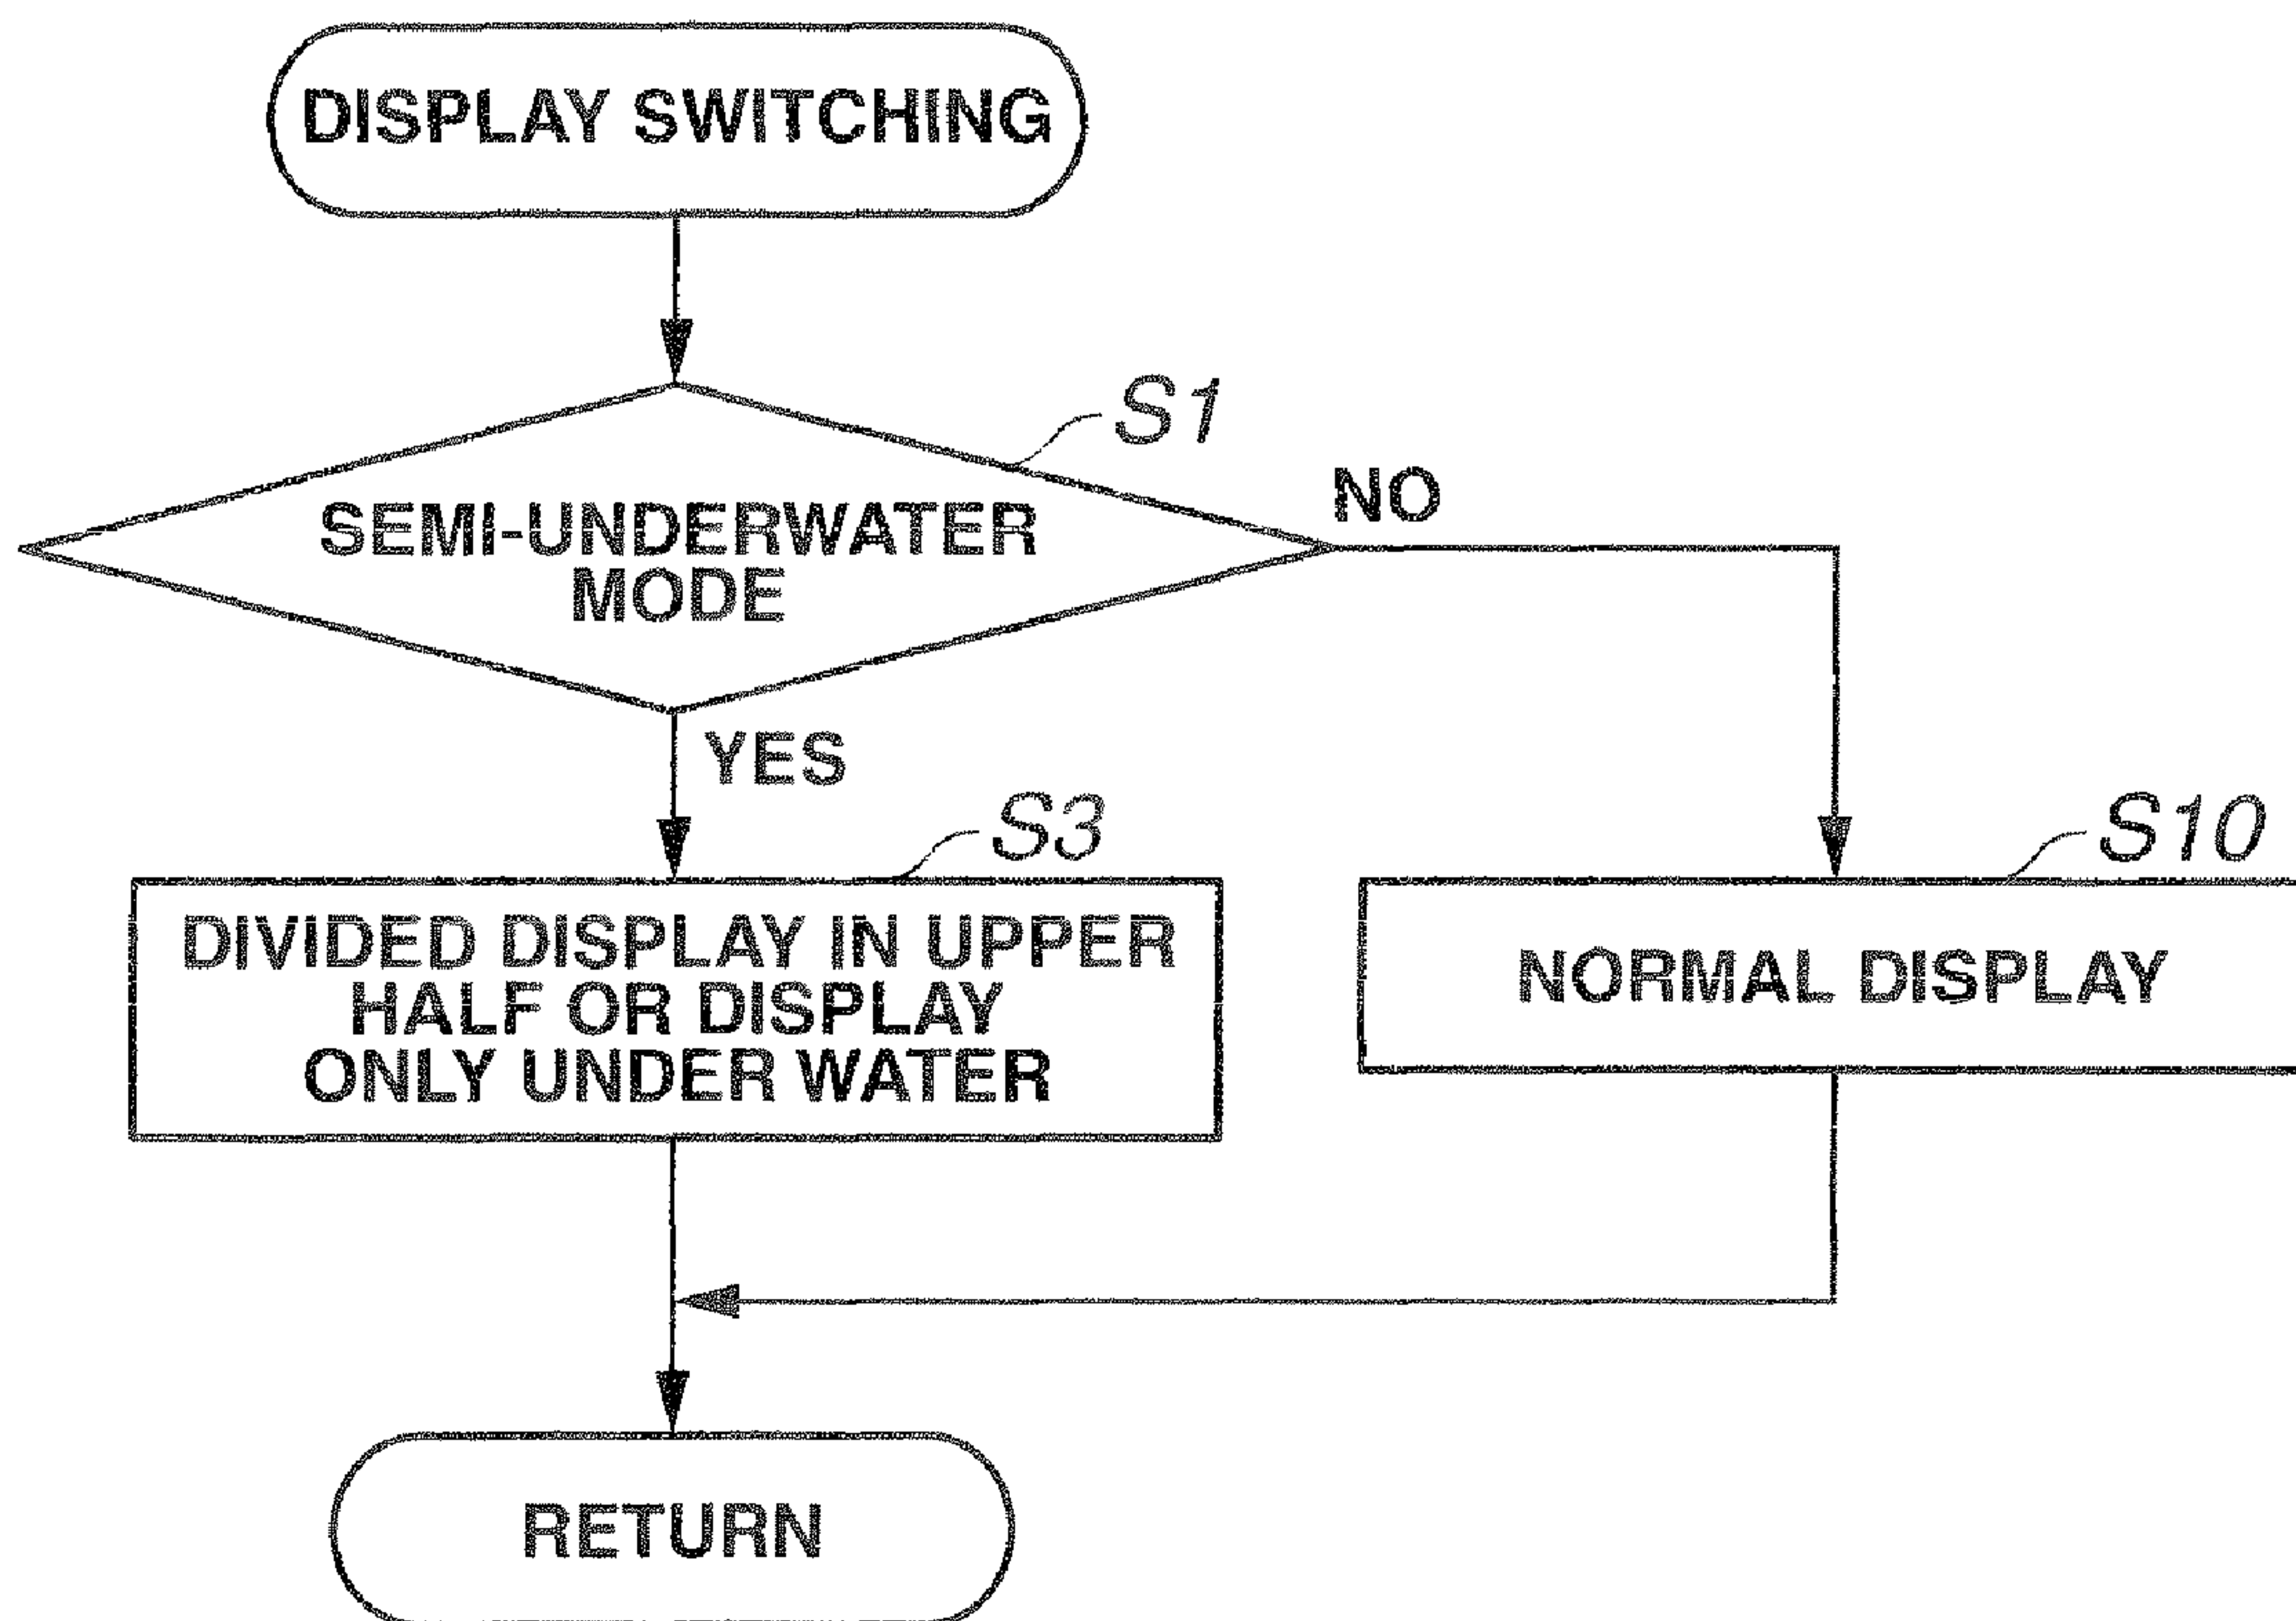 DISPLAY SWITCHING
S1
SEMI-UNDERWATER
MODE
NO
YES
S3
DIVIDED DISPLAY IN UPPER
HALF OR DISPLAY
ONLY UNDER WATER
S10
NORMAL DISPLAY
RETURN